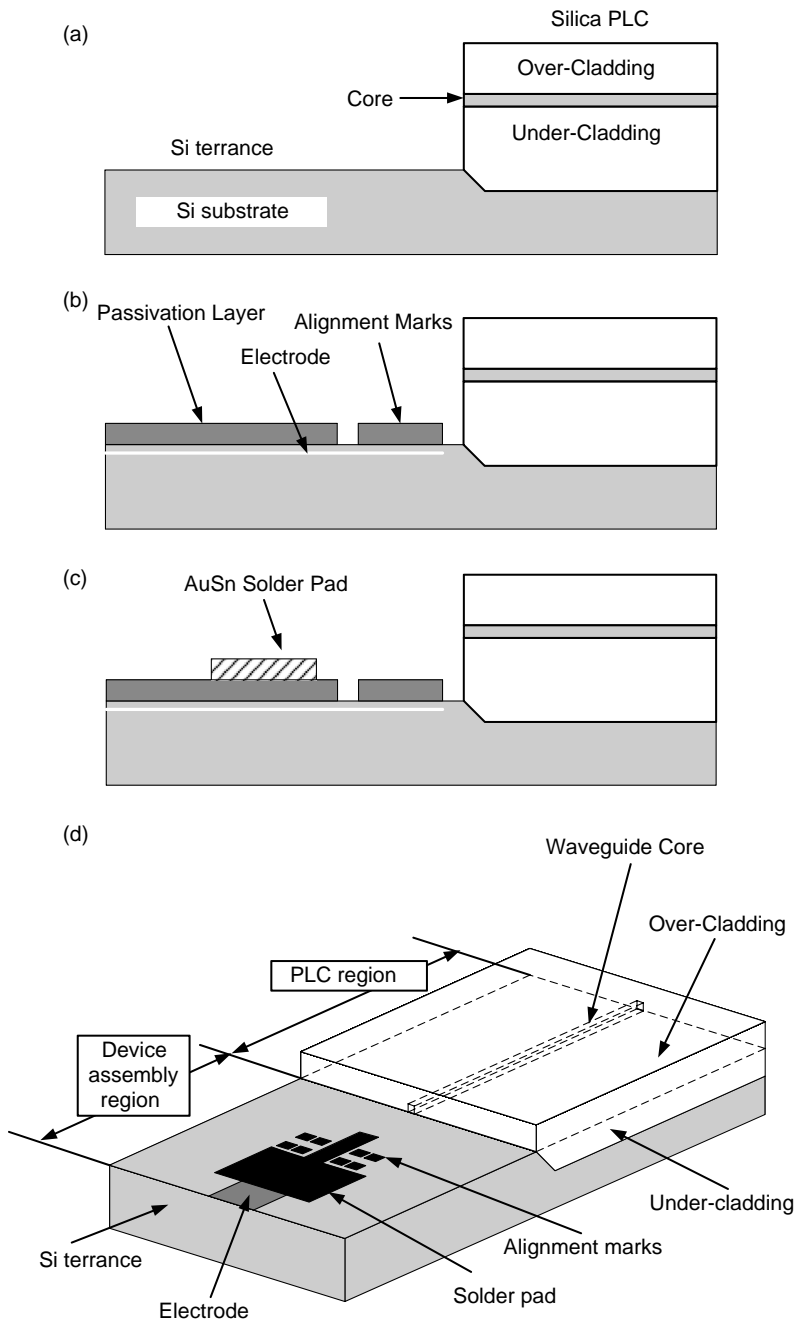 (a)
Silica PLC
Over-Cladding
Core
Under-Cladding
Si terrance
Si substrate
(b)
Passivation Layer
Alignment Marks
Electrode
(c)
AuSn Solder Pad
(d)
Waveguide Core
Over-Cladding
PLC region
Device
assembly
region
Under-cladding
Alignment marks
Si terrance
Solder pad
Electrode